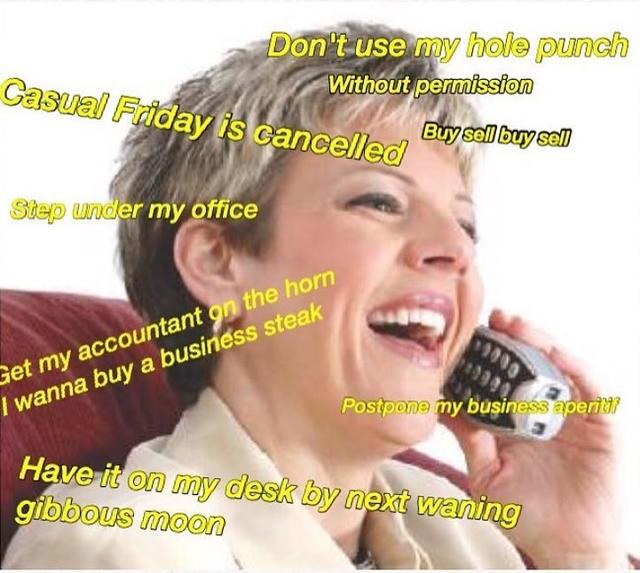 Don't use my hole punch
Without permission
Casual Friday is cancelled
Buy sell buy sell
Step under my office
Get my accountant on the horn
I wanna buy a business steak
Postpone my business aperitif
Have it on my desk by next waning
gibbous moon